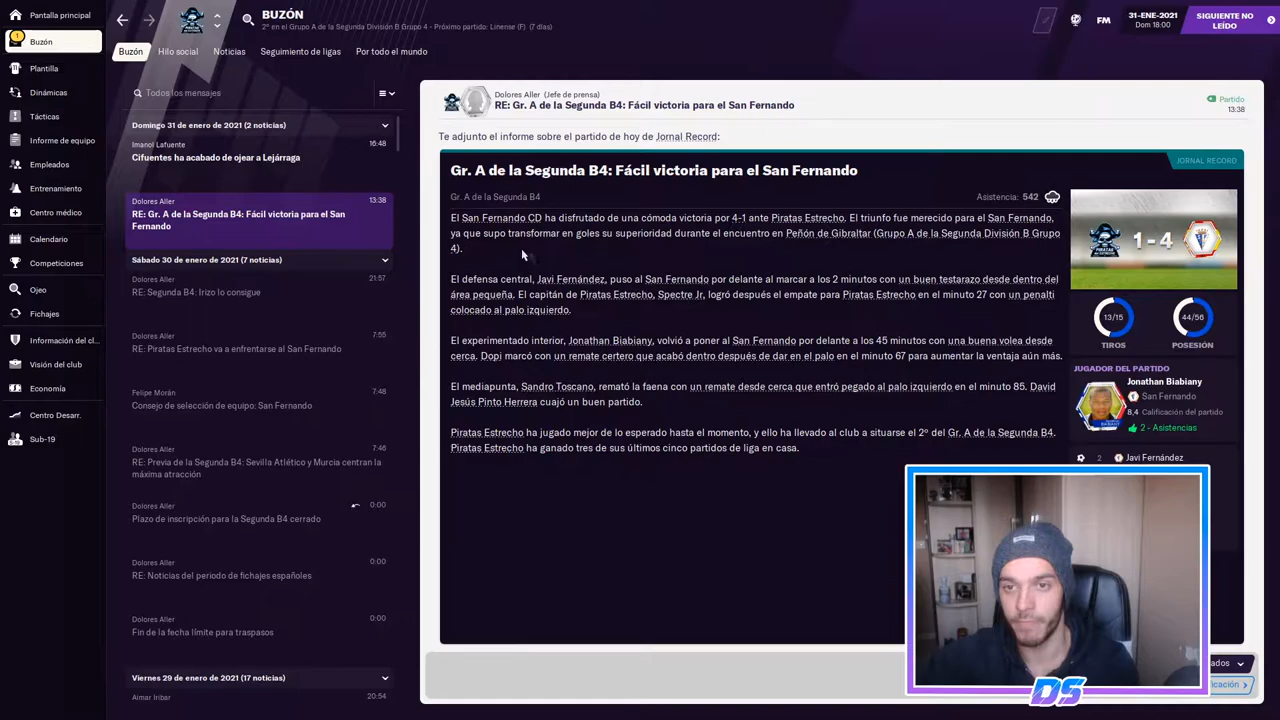 Pantalla principal
1
Buzón
Plantilla
Dinámicas
Tácticas
Informe de equipo
Empleados
Entrenamiento
Centro médico
Calendario
Competiciones
Ojeo
Fichajes
Información del cl...
Visión del club
Economía
Centro Desarr.
Sub-19
BUZÓN
2º en el Grupo A de la Segunda División B Grupo 4 - Próximo partido: Linense (F) (7 días)
FM
31-ENE-2021
Dom 18:00
SIGUIENTE NO
LEÍDO
Buzón Hilo social Noticias Seguimiento de ligas Por todo el mundo
Todos los mensajes
Domingo 31 de enero de 2021 (2 noticias)
Imanol Lafuente 16:48
Cifuentes ha acabado de ojear a Lejárraga
Dolores Aller 13:38
RE: Gr. A de la Segunda B4: Fácil victoria para el San
Fernando
Sábado 30 de enero de 2021 (7 noticias)
Dolores Aller 21:57
RE: Segunda B4: Irizo lo consigue
Dolores Aller 7:55
RE: Piratas Estrecho va a enfrentarse al San Fernando
Felipe Morán 7:48
Consejo de selección de equipo: San Fernando
Dolores Aller 7:46
RE: Previa de la Segunda B4: Sevilla Atlético y Murcia centran la
máxima atracción
Dolores Aller 0:00
Plazo de inscripción para la Segunda B4 cerrado
Dolores Aller 0:00
RE: Noticias del periodo de fichajes españoles
Dolores Aller 0:00
Fin de la fecha límite para traspasos
Viernes 29 de enero de 2021 (17 noticias)
Aimar Iribar 20:54
Dolores Aller (Jefe de prensa)
RE: Gr. A de la Segunda B4: Fácil victoria para el San Fernando
Partido
13:38
Te adjunto el informe sobre el partido de hoy de Jornal Record:
JORNAL RECORD
Gr. A de la Segunda B4: Fácil victoria para el San Fernando
Gr. A de la Segunda B4
Asistencia: 542
El San Fernando CD ha disfrutado de una cómoda victoria por 4-1 ante Piratas Estrecho. El triunfo fue merecido para el San Fernando,
ya que supo transformar en goles su superioridad durante el encuentro en Peñón de Gibraltar (Grupo A de la Segunda División B Grupo
4).
El defensa central, Javi Fernández, puso al San Fernando por delante al marcar a los 2 minutos con un buen testarazo desde dentro del
área pequeña. El capitán de Piratas Estrecho, Spectre Jr, logró después el empate para Piratas Estrecho en el minuto 27 con un penalti
colocado al palo izquierdo.
El experimentado interior, Jonathan Biabiany, volvió a poner al San Fernando por delante a los 45 minutos con una buena volea desde
cerca. Dopi marcó con un remate certero que acabó dentro después de dar en el palo en el minuto 67 para aumentar la ventaja aún más.
El mediapunta, Sandro Toscano, remató la faena con un remate desde cerca que entró pegado al palo izquierdo en el minuto 85. David
Jesús Pinto Herrera cuajó un buen partido.
Piratas Estrecho ha jugado mejor de lo esperado hasta el momento, y ello ha llevado al club a situarse el 2º del Gr. A de la Segunda B4.
Piratas Estrecho ha ganado tres de sus últimos cinco partidos de liga en casa.
1-4
13/15
TIROS
44/56
POSESIÓN
JUGADOR DEL PARTIDO
Jonathan Biabiany
San Fernando
8,4 Calificación del partido
2 - Asistencias
BIABIANY
2 Javi Fernández
DS